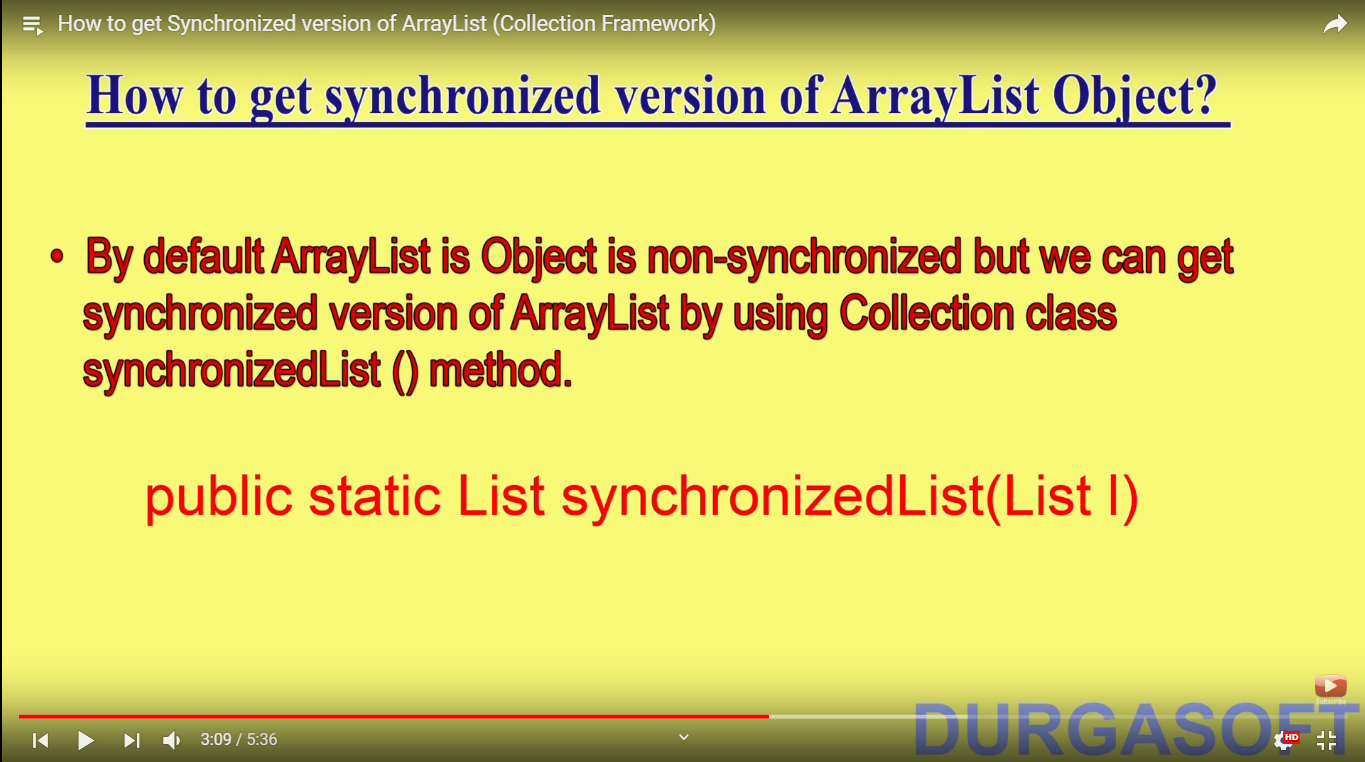 How to get Synchronized version of ArrayList (Collection Framework)
How to get synchronized version of ArrayList Object?
• By default ArrayList is Object is non-synchronized but we can get
synchronized version of ArrayList by using Collection class
synchronizedList () method.
public static List synchronizedList(List l)
Subscribe
DURGASOFT
3:09 / 5:36
HD